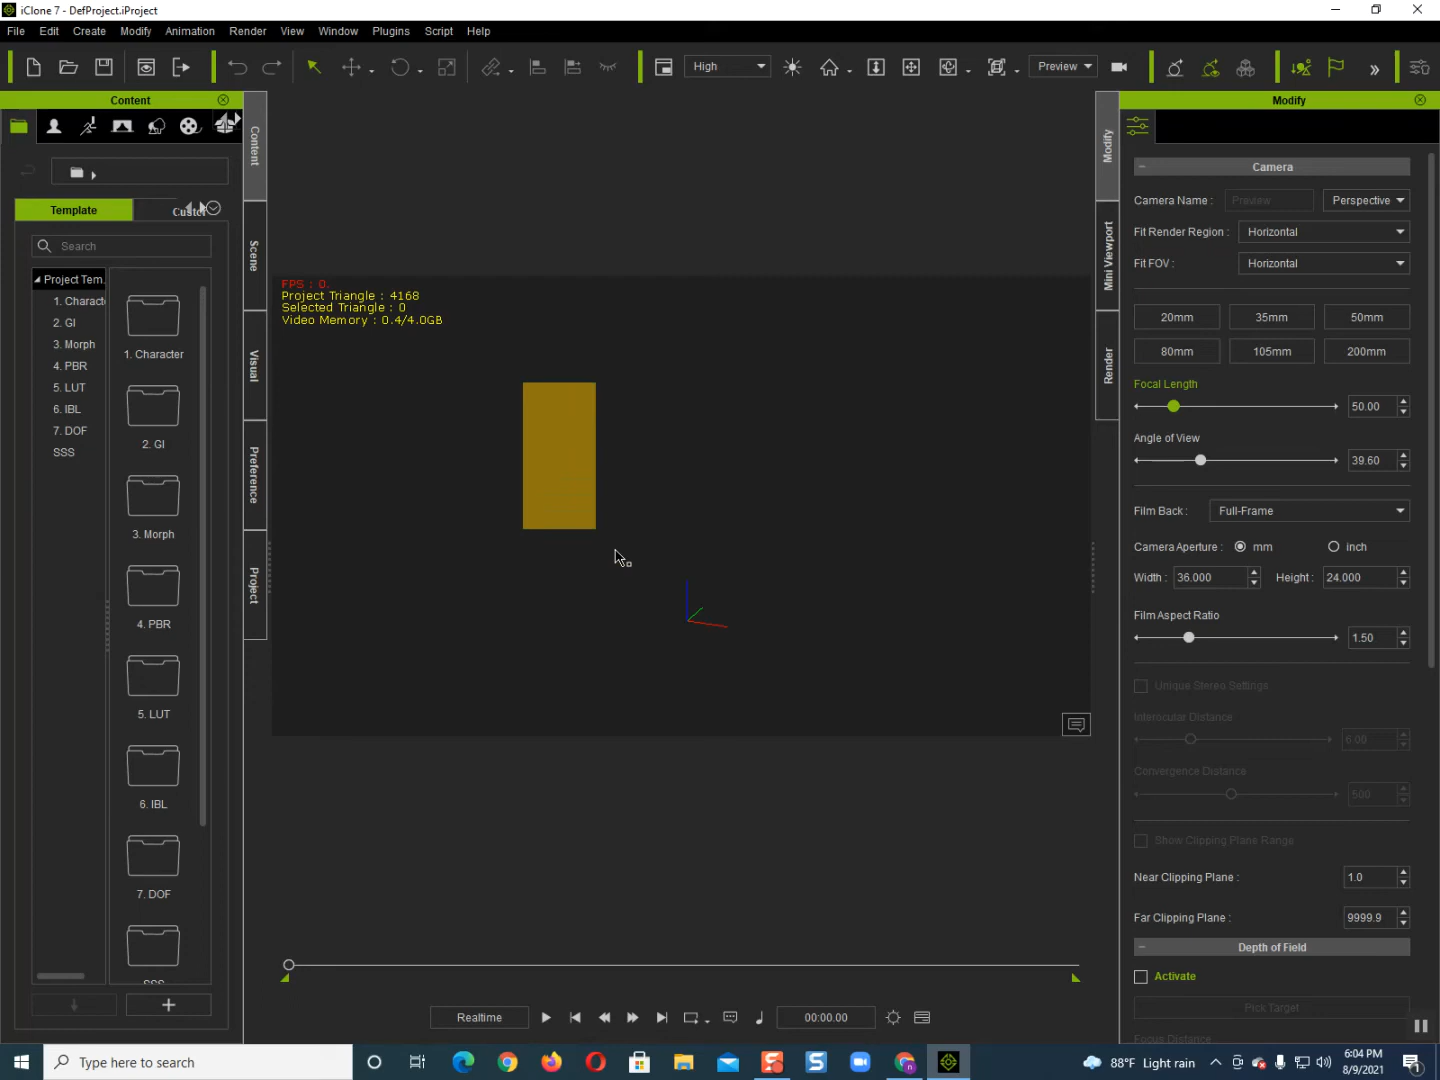 iClone 7 - DefProject.iProject
File Edit Create Modify Animation Render View Window Plugins Script Help
High
Preview
Content
Template
Search
Project Tem.
1. Charact
2. GI
3. Morph
4. PBR
5. LUT
6. IBL
7. DOF
SSS
1. Character
2. GI
3. Morph
4. PBR
5. LUT
6. IBL
7. DOF
Content
Scene
Visual
Preference
Project
FPS : 0.
Project Triangle : 4168
Selected Triangle : 0
Video Memory : 0.4/4.0GB
Realtime
00:00.00
Modify
Mini Viewport
Render
Modify
Camera
Camera Name : Preview Perspective
Fit Render Region : Horizontal
Fit FOV : Horizontal
20mm 35mm 50mm
80mm 105mm 200mm
Focal Length
50.00
Angle of View
39.60
Film Back : Full-Frame
Camera Aperture : mm inch
Width : 36.000 Height : 24.000
Film Aspect Ratio
1.50
Unique Stereo Settings
Interocular Distance
6.00
Convergence Distance
500
Show Clipping Plane Range
Near Clipping Plane : 1.0
Far Clipping Plane : 9999.9
Depth of Field
Activate
Pick Target
Focus Distance
Type here to search
88°F Light rain
6:04 PM
8/9/2021
1